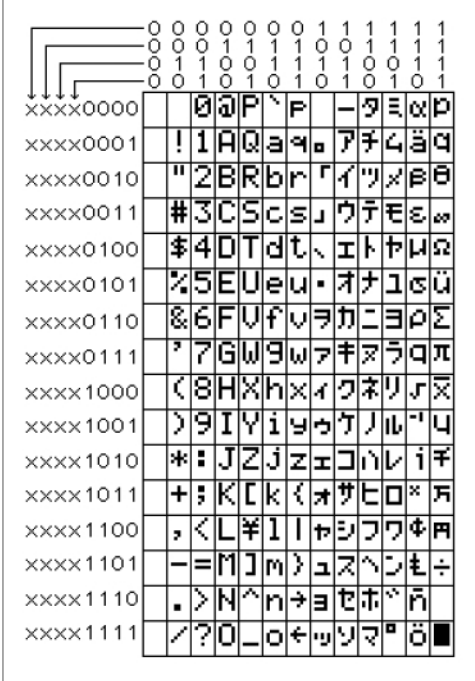 0 0 0 0 0 0 0 1 1 1 1 1 1
0 0 0 1 1 1 1 0 0 1 1 1 1
0 1 1 0 0 1 1 1 1 0 0 1 1
0 0 1 0 1 0 1 0 1 0 1 0 1
xxxx0000 0 @ P ` p ー タ ミ α p
xxxx0001 ! 1 A Q a q 。 ア チ ム ä q
xxxx0010 " 2 B R b r 「 イ ツ メ β θ
xxxx0011 # 3 C S c s 」 ウ テ モ ε ∞
xxxx0100 $ 4 D T d t 、 エ ト ヤ μ Ω
xxxx0101 % 5 E U e u ・ オ ナ ユ σ ü
xxxx0110 & 6 F V f v ヲ カ ニ ヨ ρ Σ
xxxx0111 ' 7 G W g w ァ キ ヌ ラ q π
xxxx1000 ( 8 H X h x ィ ク ネ リ √ x̄
xxxx1001 ) 9 I Y i y ゥ ケ ノ ル ⁻¹ y
xxxx1010 * : J Z j z ェ コ ハ レ j 千
xxxx1011 + ; K [ k { ォ サ ヒ ロ × 万
xxxx1100 , < L ¥ l | ャ シ フ ワ ¢ 円
xxxx1101 - = M ] m } ュ ス ヘ ン Ł ÷
xxxx1110 . > N ^ n → ョ セ ホ ゛ ñ
xxxx1111 / ? O _ o ← ッ ソ マ ゜ ö █